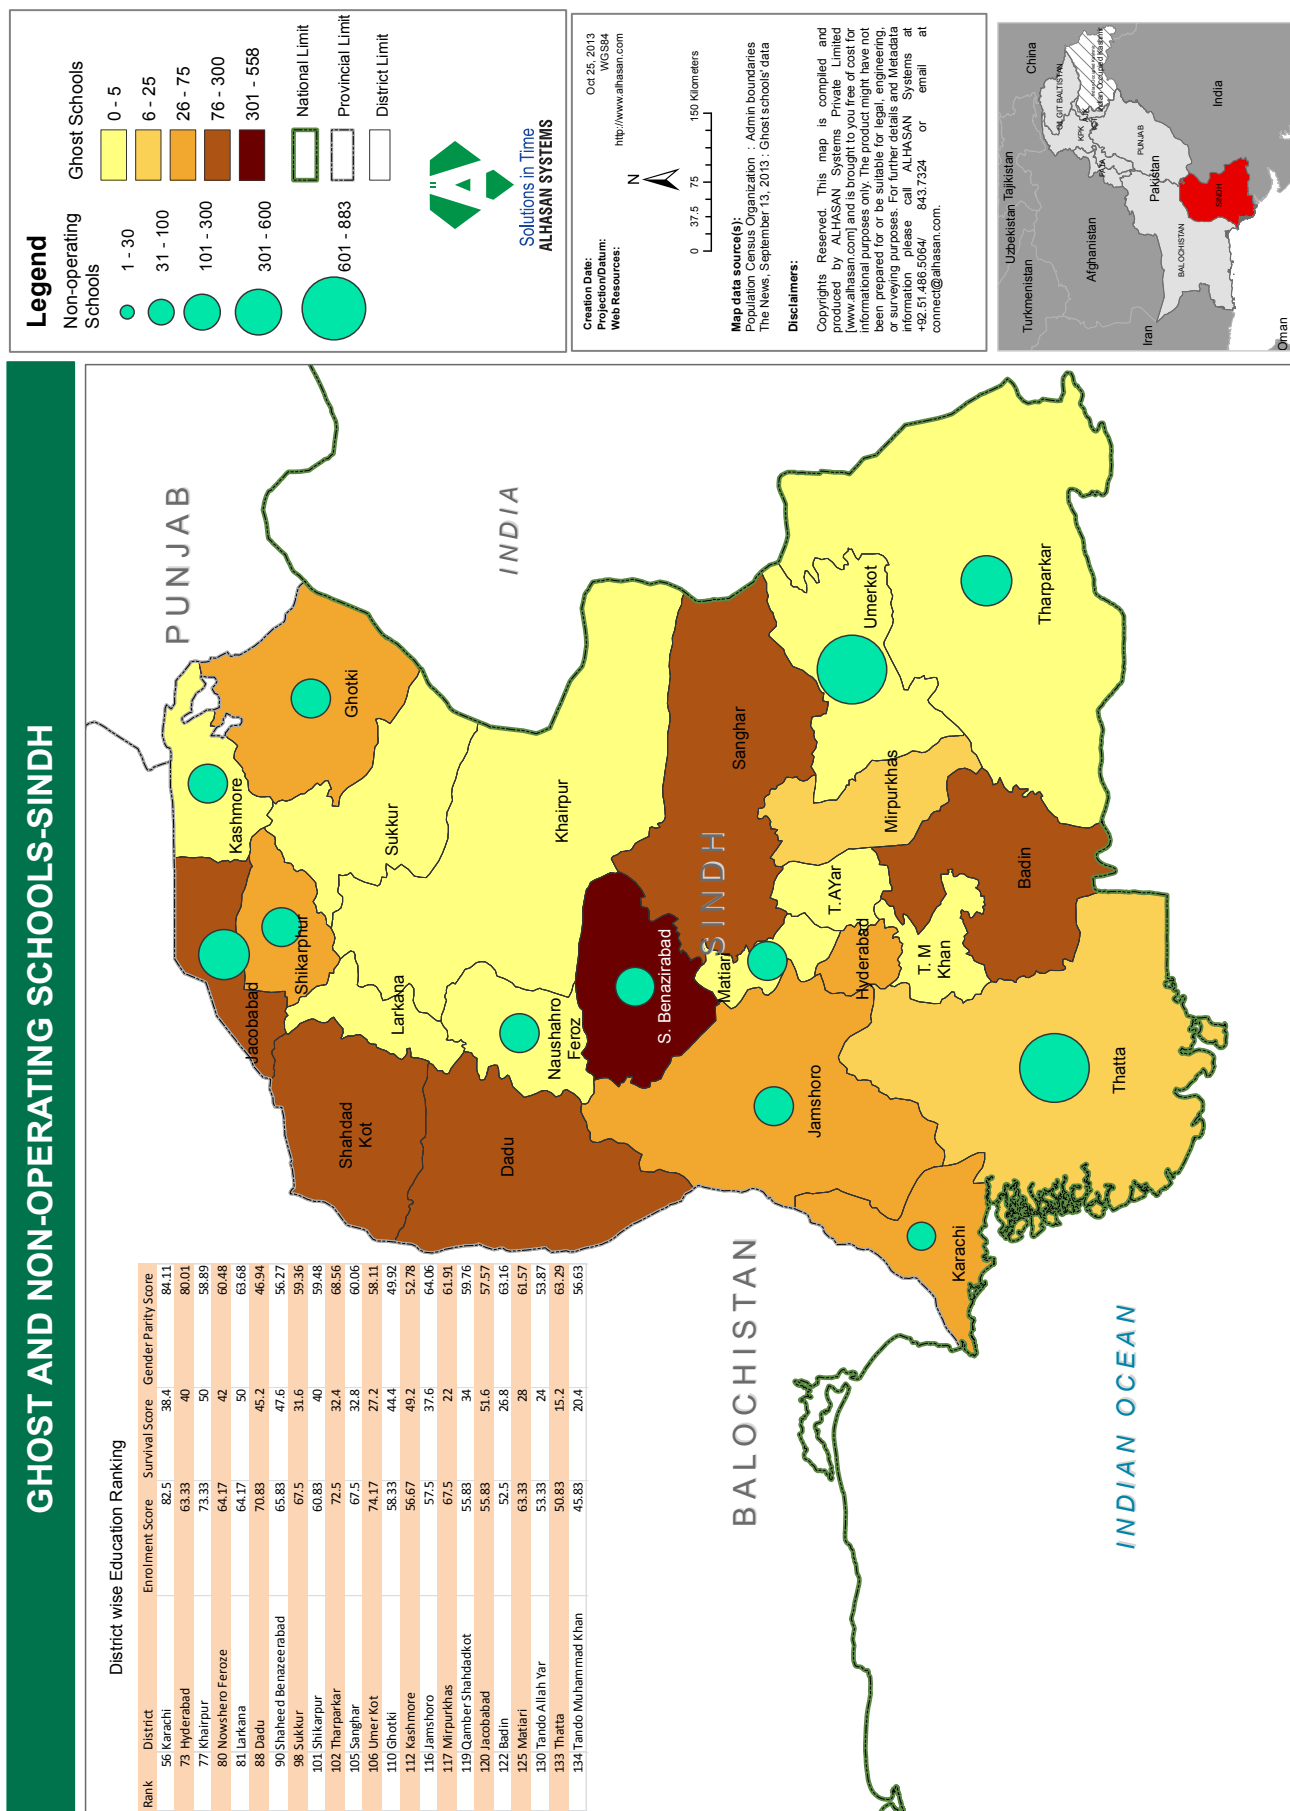 GHOST AND NON-OPERATING SCHOOLS-SINDH
District wise Education Ranking
Rank District Enrolment Score Survival Score Gender Parity Score
56 Karachi 82.5 38.4 84.11
73 Hyderabad 63.33 40 80.01
77 Khairpur 73.33 50 58.89
80 Nowshero Feroze 64.17 42 60.48
81 Larkana 64.17 50 63.68
88 Dadu 70.83 45.2 46.94
90 Shaheed Benazeerabad 65.83 47.6 56.27
98 Sukkur 67.5 31.6 59.36
101 Shikarpur 60.83 40 59.48
102 Tharparkar 72.5 32.4 68.56
105 Sanghar 67.5 32.8 60.06
106 Umer Kot 74.17 27.2 58.11
110 Ghotki 58.33 44.4 49.92
112 Kashmore 56.67 49.2 52.78
116 Jamshoro 57.5 37.6 64.06
117 Mirpurkhas 67.5 22 61.91
119 Qamber Shahdadkot 55.83 34 59.76
120 Jacobabad 55.83 51.6 57.57
122 Badin 52.5 26.8 63.16
125 Matiari 63.33 28 61.57
130 Tando Allah Yar 53.33 24 53.87
133 Thatta 50.83 15.2 63.29
134 Tando Muhammad Khan 45.83 20.4 56.63
PUNJAB
INDIA
Kashmore
Ghotki
Jacobabad
Shikarphur
Sukkur
Larkana
Shahdad
Kot
Khairpur
Naushahro
Feroz
Dadu
S. Benazirabad
SINDH
Sanghar
Matiari
Umerkot
Mirpurkhas
T.AYar
Hyderabad
Jamshoro
T. M
Khan
Badin
Tharparkar
Thatta
Karachi
BALOCHISTAN
INDIAN OCEAN
Legend
Non-operating
Schools
1 - 30
31 - 100
101 - 300
301 - 600
601 - 883
Ghost Schools
0 - 5
6 - 25
26 - 75
76 - 300
301 - 558
National Limit
Provincial Limit
District Limit
Solutions in Time
ALHASAN SYSTEMS
Creation Date: Oct 25, 2013
Projection/Datum: WGS84
Web Resources: http://www.alhasan.com
N
0 37.5 75 150 Kilometers
Map data source(s):
Population Census Organization : Admin boundaries
The News, September 13, 2013 : Ghost schools' data
Disclaimers:
Copyrights Reserved. This map is compiled and
produced by ALHASAN Systems Private Limited
[www.alhasan.com] and is brought to you free of cost for
informational purposes only. The product might have not
been prepared for or be suitable for legal, engineering,
or surveying purposes. For further details and Metadata
information please call ALHASAN Systems at
+92.51.486.5064/ 843.7324 or email at
connect@alhasan.com.
Uzbekistan Tajikistan
Turkmenistan
China
Afghanistan
Iran
Pakistan
India
Oman
GILGIT BALTISTAN
KPK
AJK
FATA
PUNJAB
BALOCHISTAN
SINDH
Indian Occupied Kashmir